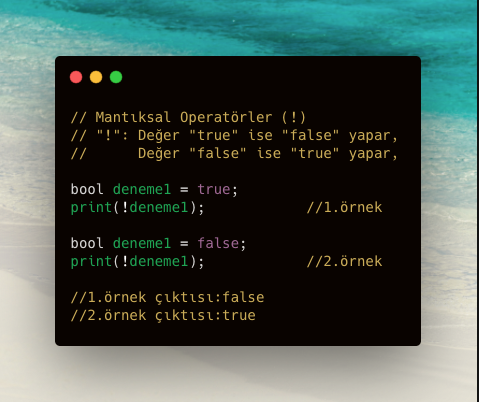 // Mantıksal Operatörler (!)
// "!": Değer "true" ise "false" yapar,
//      Değer "false" ise "true" yapar,
bool deneme1 = true;
print(!deneme1);            //1.örnek
bool deneme1 = false;
print(!deneme1);            //2.örnek
//1.örnek çıktısı:false
//2.örnek çıktısı:true